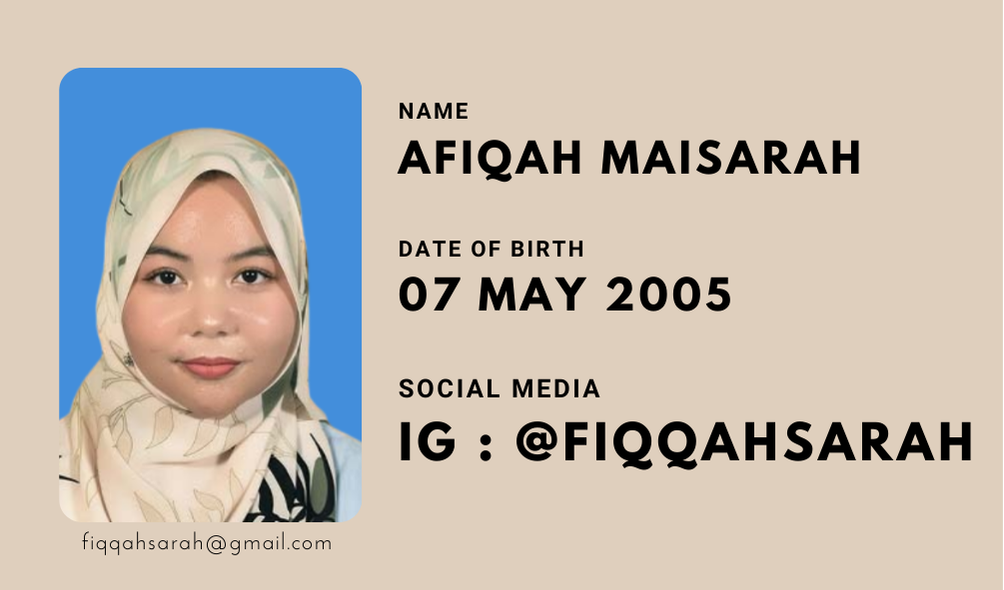 NAME
AFIQAH MAISARAH
DATE OF BIRTH
07 MAY 2005
SOCIAL MEDIA
IG : @FIQQAHSARAH
fiqqahsarah@gmail.com